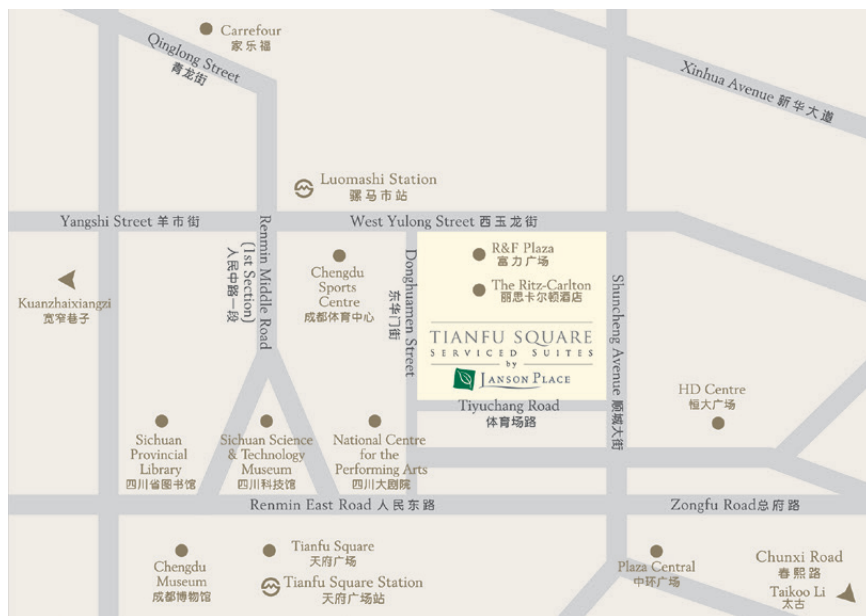 Carrefour
家乐福
Qinglong Street
青龙街
Xinhua Avenue 新华大道
Luomashi Station
骡马市站
Yangshi Street 羊市街
West Yulong Street 西玉龙街
Renmin Middle Road
(1st Section)
人民中路一段
Chengdu
Sports
Centre
成都体育中心
Donghuamen Street
东华门街
R&F Plaza
富力广场
The Ritz-Carlton
丽思卡尔顿酒店
Shuncheng Avenue 顺城大街
Kuanzhaixiangzi
宽窄巷子
TIANFU SQUARE
SERVICED SUITES
by
JANSON PLACE
Tiyuchang Road
体育场路
HD Centre
恒大广场
Sichuan
Provincial
Library
四川省图书馆
Sichuan Science
& Technology
Museum
四川科技馆
National Centre
for the
Performing Arts
四川大剧院
Renmin East Road 人民东路
Zongfu Road总府路
Chengdu
Museum
成都博物馆
Tianfu Square
天府广场
Tianfu Square Station
天府广场站
Plaza Central
中环广场
Chunxi Road
春熙路
Taikoo Li
太古